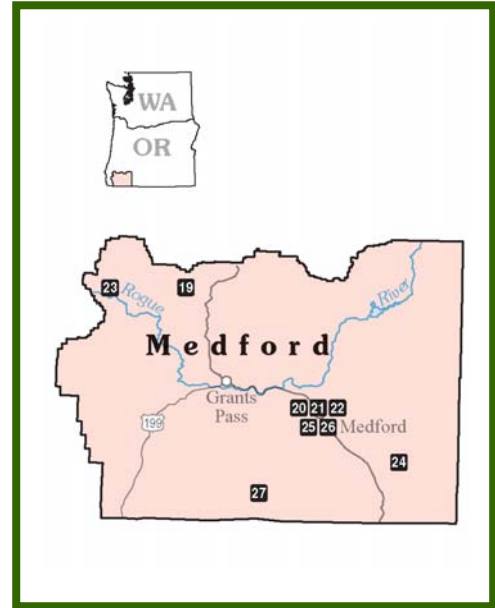 WA
OR
23
19
Rogue
River
Medford
Grants
Pass
20 21 22
199
25 26 Medford
24
27